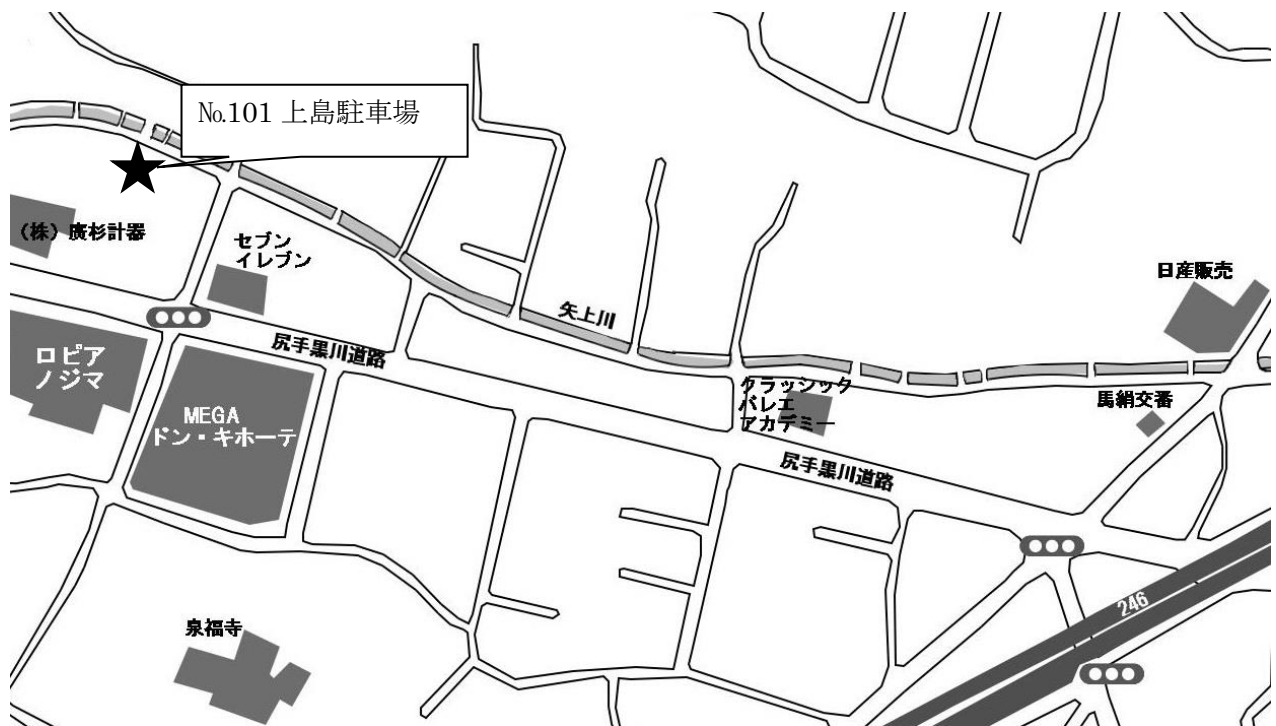 №101 上島駐車場
(株)廣杉計器
セブン
イレブン
日産販売
矢上川
尻手黒川道路
ロピア
ノジマ
クラッシック
バレエ
アカデミー
馬絹交番
MEGA
ドン・キホーテ
尻手黒川道路
246
泉福寺